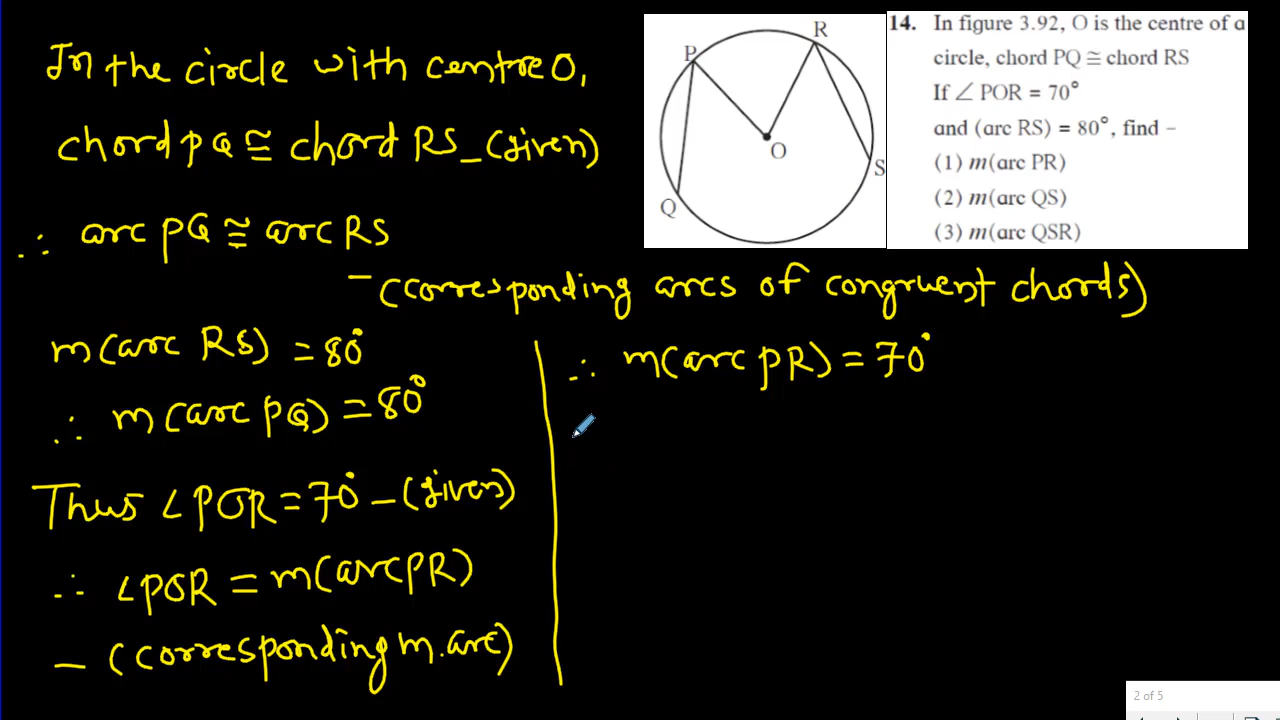 In the circle with centre O,
chord PQ ≅ chord RS _ (given)
∴ arc PQ ≅ arc RS
- (corresponding arcs of congruent chords)
m(arc RS) = 80°
∴ m(arc PQ) = 80°
Thus ∠POR = 70° - (given)
∴ ∠POR = m(arc PR)
- (corresponding m.arc)
∴ m(arc PR) = 70°
P
R
O
S
Q
14. In figure 3.92, O is the centre of a
circle, chord PQ ≅ chord RS
If ∠ POR = 70°
and (arc RS) = 80°, find –
(1) m(arc PR)
(2) m(arc QS)
(3) m(arc QSR)
2 of 5